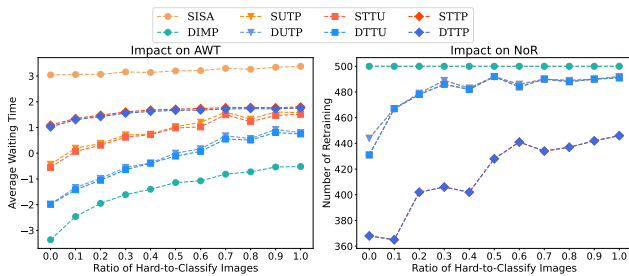 SISA SUTP STTU STTP
DIMP DUTP DTTU DTTP
Impact on AWT
Average Waiting Time
3
2
1
0
−1
−2
−3
0.0 0.1 0.2 0.3 0.4 0.5 0.6 0.7 0.8 0.9 1.0
Ratio of Hard-to-Classify Images
Impact on NoR
Number of Retraining
500
480
460
440
420
400
380
360
0.0 0.1 0.2 0.3 0.4 0.5 0.6 0.7 0.8 0.9 1.0
Ratio of Hard-to-Classify Images